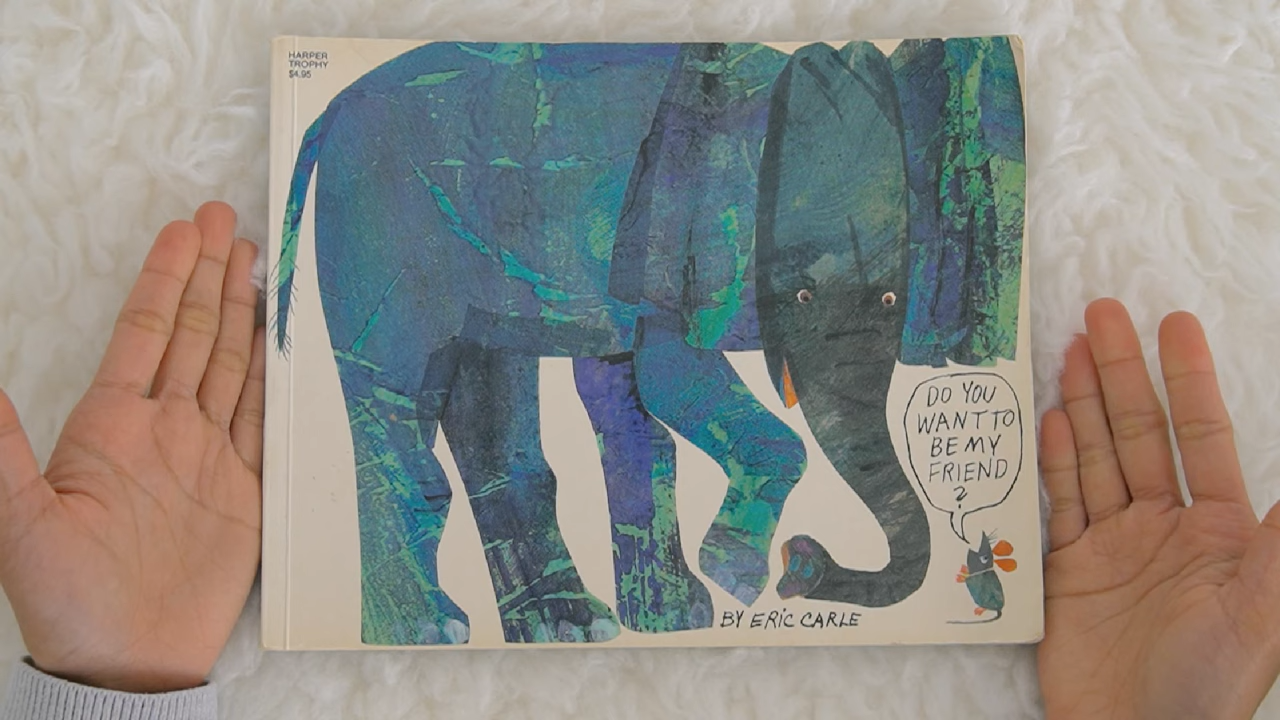 HARPER
TROPHY
$4.95
DO YOU
WANT TO
BE MY
FRIEND
?
BY ERIC CARLE